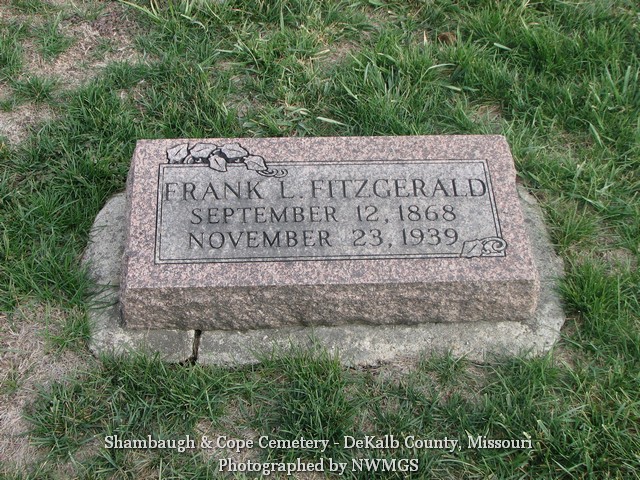 FRANK L. FITZGERALD
SEPTEMBER 12, 1868
NOVEMBER 23, 1939
Shambaugh & Cope Cemetery - DeKalb County, Missouri
Photographed by NWMGS